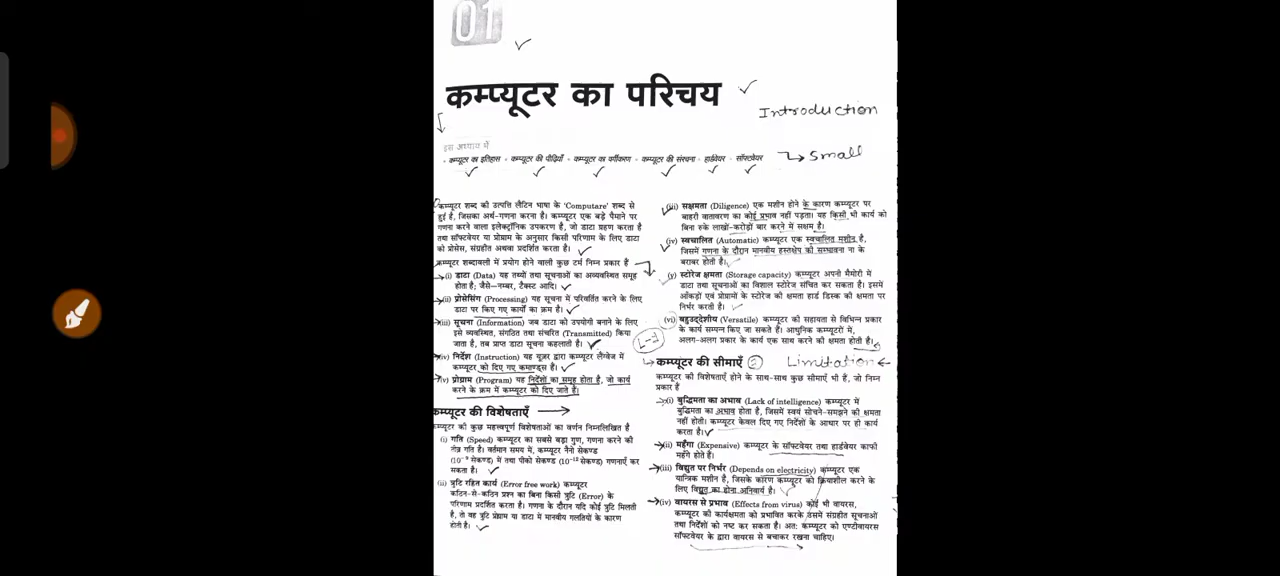 01
कम्प्यूटर का परिचय
Introduction
इस अध्याय में
• कम्प्यूटर का इतिहास • कम्प्यूटर की पीढ़ियाँ • कम्प्यूटर का वर्गीकरण • कम्प्यूटर की संरचना • हार्डवेयर • सॉफ्टवेयर
Small
कम्प्यूटर शब्द की उत्पत्ति लैटिन भाषा के 'Computare' शब्द से
हुई है, जिसका अर्थ-गणना करना है। कम्प्यूटर एक बड़े पैमाने पर
गणना करने वाला इलेक्ट्रॉनिक उपकरण है, जो डाटा ग्रहण करता है
तथा सॉफ्टवेयर या प्रोग्राम के अनुसार किसी परिणाम के लिए डाटा
को प्रोसेस, संग्रहीत अथवा प्रदर्शित करता है।
कम्प्यूटर शब्दावली में प्रयोग होने वाली कुछ टर्म निम्न प्रकार है
(i) डाटा (Data) यह तथ्यों तथा सूचनाओं का अव्यवस्थित समूह
होता है; जैसे—नम्बर, टैक्स्ट आदि।
(ii) प्रोसेसिंग (Processing) यह सूचना में परिवर्तित करने के लिए
डाटा पर किए गए कार्यों का क्रम है।
(iii) सूचना (Information) जब डाटा को उपयोगी बनाने के लिए
इसे व्यवस्थित, संगठित तथा संचरित (Transmitted) किया
जाता है, तब प्राप्त डाटा सूचना कहलाती है।
(iv) निर्देश (Instruction) यह यूजर द्वारा कम्प्यूटर लैंग्वेज में
कम्प्यूटर को दिए गए कमाण्ड्स हैं।
(v) प्रोग्राम (Program) यह निर्देशों का समूह होता है, जो कार्य
करने के क्रम में कम्प्यूटर को दिए जाते हैं।
कम्प्यूटर की विशेषताएँ
कम्प्यूटर की कुछ महत्त्वपूर्ण विशेषताओं का वर्णन निम्नलिखित है
(i) गति (Speed) कम्प्यूटर का सबसे बड़ा गुण, गणना करने की
तीव्र गति है। वर्तमान समय में, कम्प्यूटर नैनो सेकण्ड
(10⁻⁹ सेकण्ड) में तथा पीको सेकण्ड (10⁻¹² सेकण्ड) गणनाएँ कर
सकता है।
(ii) त्रुटि रहित कार्य (Error free work) कम्प्यूटर
कठिन-से-कठिन प्रश्न का बिना किसी त्रुटि (Error) के
परिणाम प्रदर्शित करता है। गणना के दौरान यदि कोई त्रुटि मिलती
है, तो वह त्रुटि प्रोग्राम या डाटा में मानवीय गलतियों के कारण
होती है।
(iii) सक्षमता (Diligence) एक मशीन होने के कारण कम्प्यूटर पर
बाहरी वातावरण का कोई प्रभाव नहीं पड़ता। यह किसी भी कार्य को
बिना रुके लाखों-करोड़ों बार करने में सक्षम है।
(iv) स्वचालित (Automatic) कम्प्यूटर एक स्वचालित मशीन है,
जिसमें गणना के दौरान मानवीय हस्तक्षेप की सम्भावना ना के
बराबर होती है।
(v) स्टोरेज क्षमता (Storage capacity) कम्प्यूटर अपनी मैमोरी में
डाटा तथा सूचनाओं का विशाल स्टोरेज संचित कर सकता है। इसमें
आँकड़ों एवं प्रोग्रामों के स्टोरेज की क्षमता हार्ड डिस्क की क्षमता पर
निर्भर करती है।
(vi) बहुउद्देशीय (Versatile) कम्प्यूटर की सहायता से विभिन्न प्रकार
के कार्य सम्पन्न किए जा सकते हैं। आधुनिक कम्प्यूटरों में,
अलग-अलग प्रकार के कार्य एक साथ करने की क्षमता होती है।
L-2
कम्प्यूटर की सीमाएँ Limitation
कम्प्यूटर की विशेषताएँ होने के साथ-साथ कुछ सीमाएँ भी हैं, जो निम्न
प्रकार है
(i) बुद्धिमता का अभाव (Lack of intelligence) कम्प्यूटर में
बुद्धिमता का अभाव होता है, जिसमें स्वयं सोचने-समझने की क्षमता
नहीं होती। कम्प्यूटर केवल दिए गए निर्देशों के आधार पर ही कार्य
करता है।
(ii) महँगा (Expensive) कम्प्यूटर के सॉफ्टवेयर तथा हार्डवेयर काफी
महंगे होते हैं।
(iii) विद्युत पर निर्भर (Depends on electricity) कम्प्यूटर एक
यान्त्रिक मशीन है, जिसके कारण कम्प्यूटर को क्रियाशील करने के
लिए विद्युत का होना अनिवार्य है।
(iv) वायरस से प्रभाव (Effects from virus) कोई भी वायरस,
कम्प्यूटर की कार्यक्षमता को प्रभावित करके उसमें संग्रहीत सूचनाओं
तथा निर्देशों को नष्ट कर सकता है। अतः कम्प्यूटर को एण्टीवायरस
सॉफ्टवेयर के द्वारा वायरस से बचाकर रखना चाहिए।